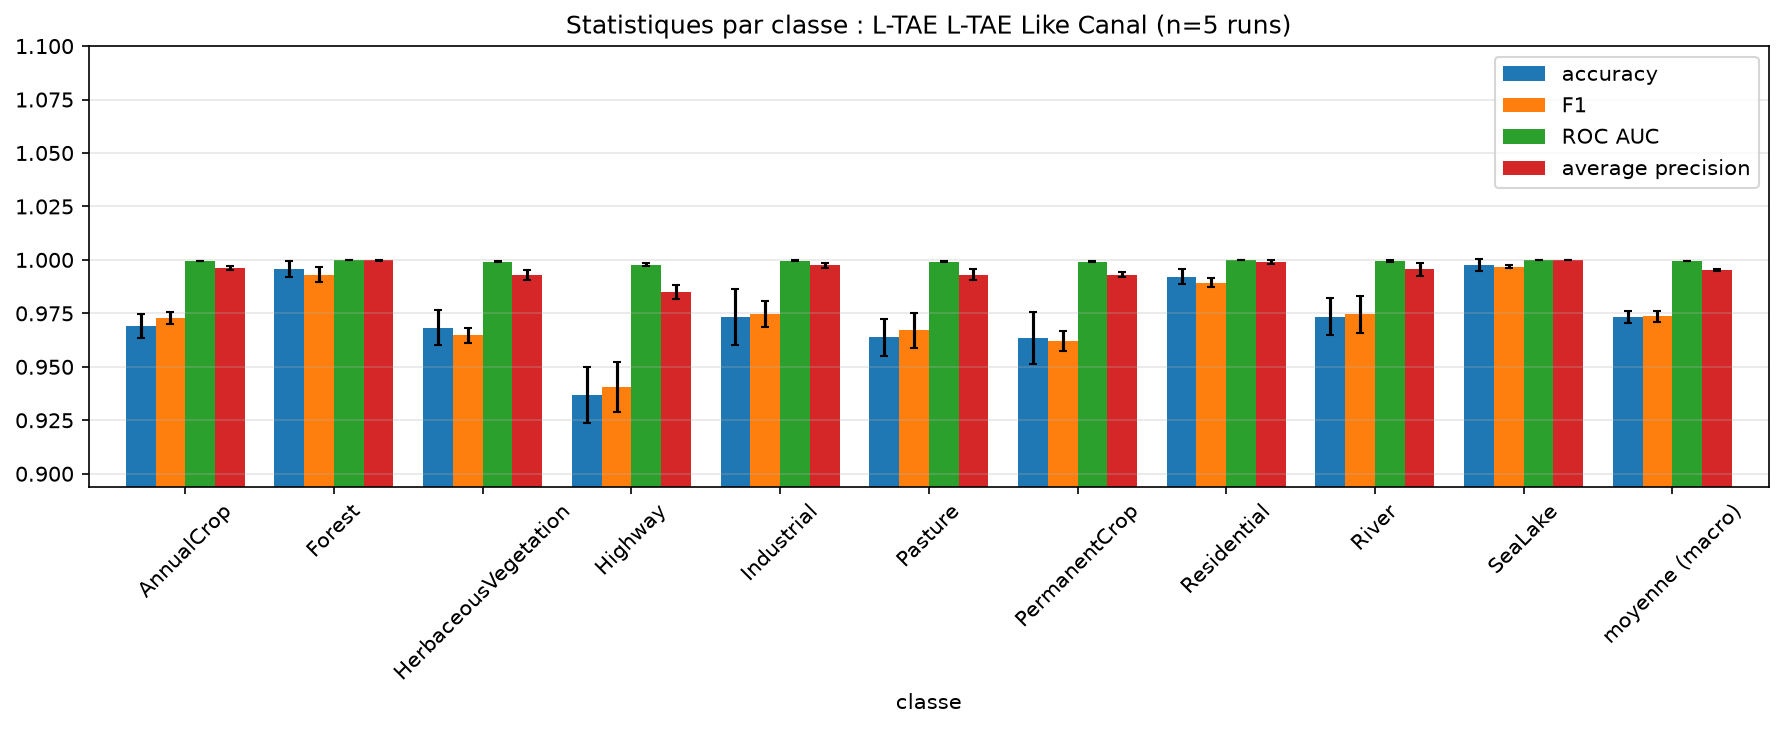 Statistiques par classe : L-TAE L-TAE Like Canal (n=5 runs)
1.100
1.075
1.050
1.025
1.000
0.975
0.950
0.925
0.900
accuracy
F1
ROC AUC
average precision
AnnualCrop
Forest
HerbaceousVegetation
Highway
Industrial
Pasture
PermanentCrop
Residential
River
SeaLake
moyenne (macro)
classe